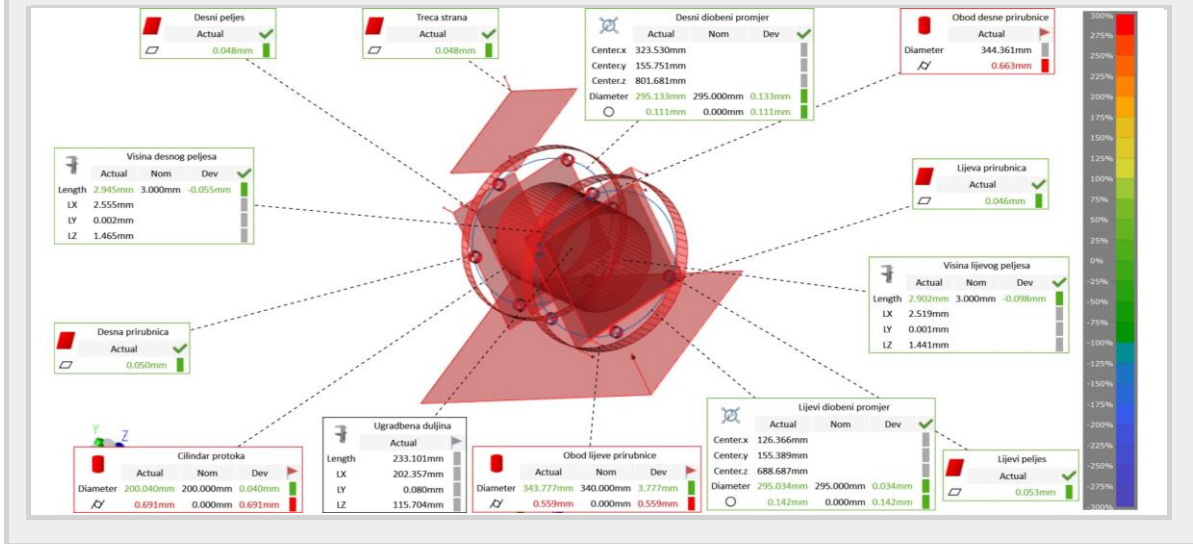 Desni peljes
Actual
0.048mm
Treca strana
Actual
0.048mm
Desni diobeni promjer
Actual Nom Dev
Center.x 323.530mm
Center.y 155.751mm
Center.z 801.681mm
Diameter 295.133mm 295.000mm 0.133mm
0.111mm 0.000mm 0.111mm
Obod desne prirubnice
Actual
Diameter 344.361mm
0.663mm
Visina desnog peljesa
Actual Nom Dev
Length 2.945mm 3.000mm -0.055mm
LX 2.555mm
LY 0.002mm
LZ 1.465mm
Lijeva prirubnica
Actual
0.046mm
Visina lijevog peljesa
Actual Nom Dev
Length 2.902mm 3.000mm -0.098mm
LX 2.519mm
LY 0.001mm
LZ 1.441mm
Desna prirubnica
Actual
0.050mm
Y
Z
Cilindar protoka
Actual Nom Dev
Diameter 200.040mm 200.000mm 0.040mm
0.691mm 0.000mm 0.691mm
Ugradbena duljina
Actual
Length 233.101mm
LX 202.357mm
LY 0.080mm
LZ 115.704mm
Obod lijeve prirubnice
Actual Nom Dev
Diameter 343.777mm 340.000mm 3.777mm
0.559mm 0.000mm 0.559mm
Lijevi diobeni promjer
Actual Nom Dev
Center.x 126.366mm
Center.y 155.389mm
Center.z 688.687mm
Diameter 295.034mm 295.000mm 0.034mm
0.142mm 0.000mm 0.142mm
Lijevi peljes
Actual
0.053mm
300%
275%
250%
225%
200%
175%
150%
125%
100%
75%
50%
25%
0%
-50%
-75%
-100%
-125%
-150%
-175%
-200%
-225%
-250%
-275%
-300%